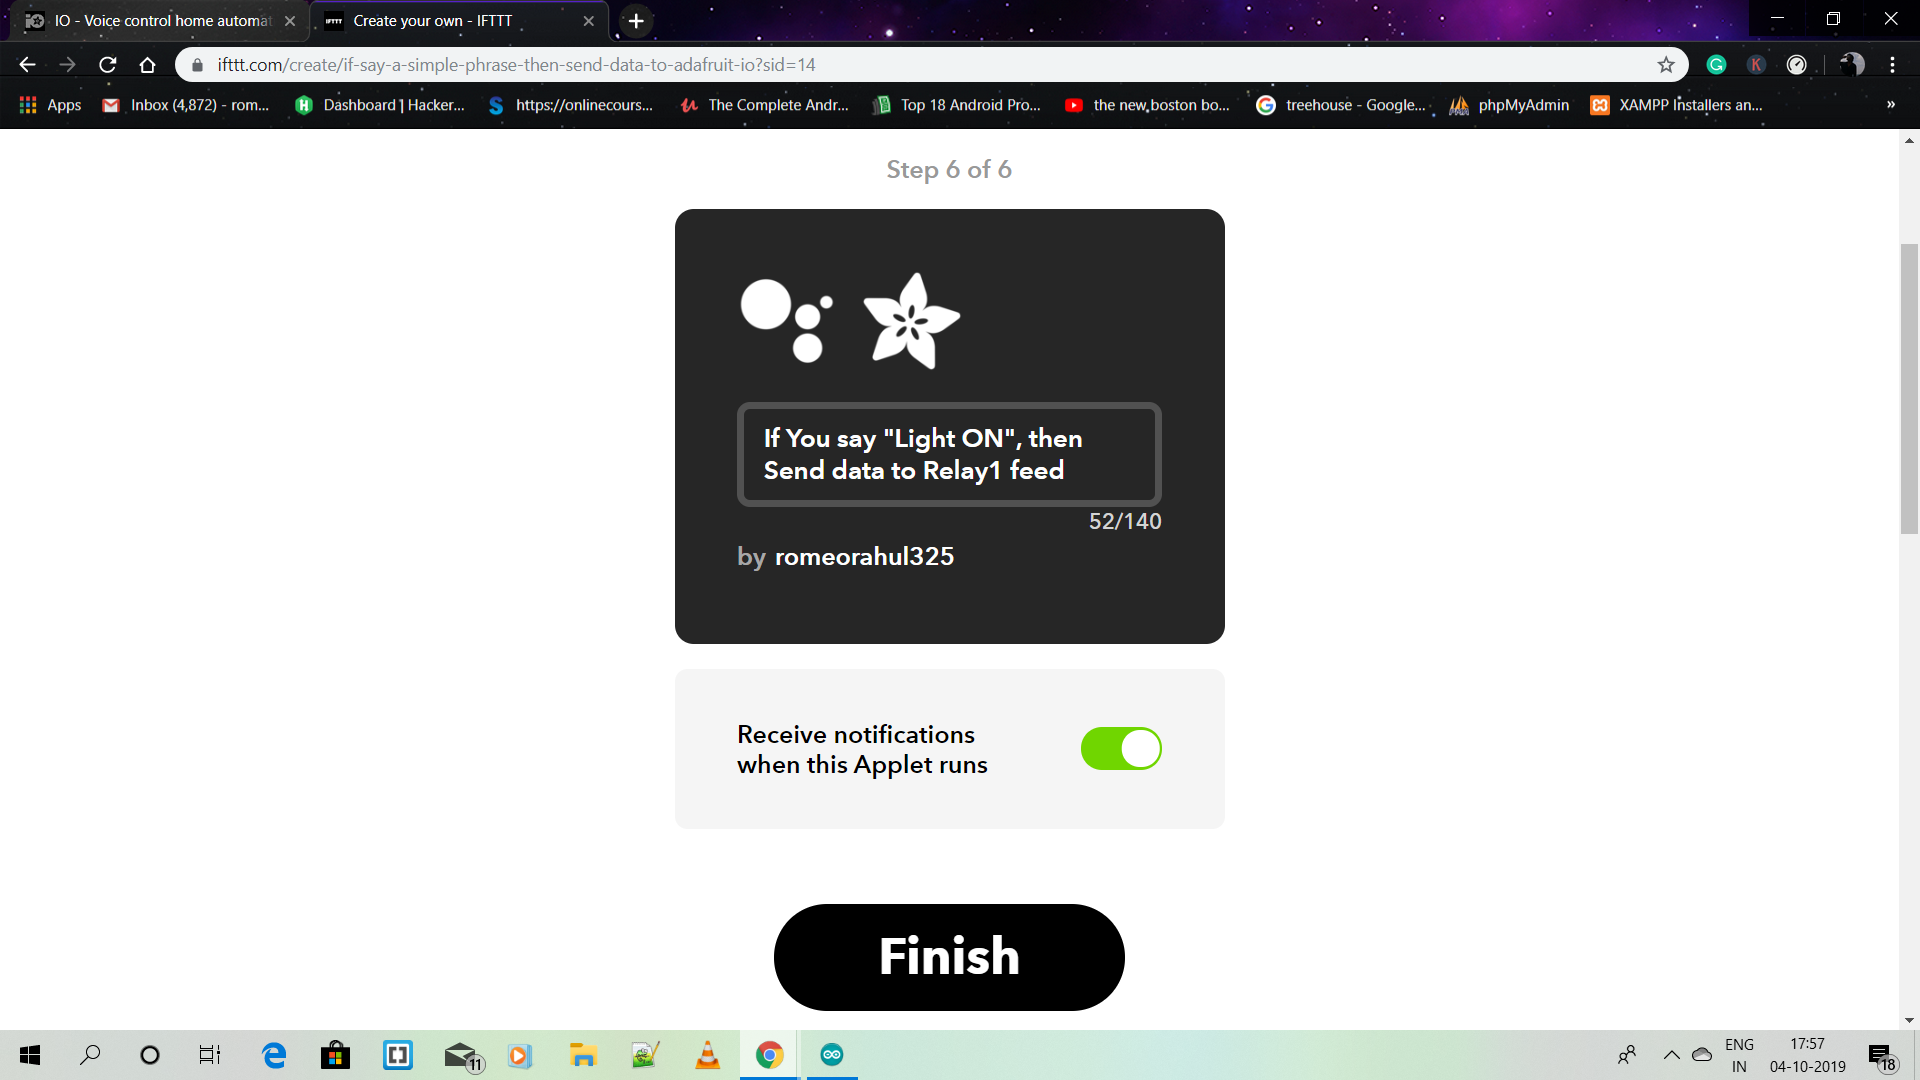 IO - Voice control home automat
IFTTT Create your own - IFTTT
ifttt.com/create/if-say-a-simple-phrase-then-send-data-to-adafruit-io?sid=14
Apps
Inbox (4,872) - rom...
Dashboard | Hacker...
https://onlinecours...
The Complete Andr...
Top 18 Android Pro...
the new boston bo...
treehouse - Google...
phpMyAdmin
XAMPP Installers an...
»
Step 6 of 6
If You say "Light ON", then
Send data to Relay1 feed
52/140
by romeorahul325
Receive notifications
when this Applet runs
Finish
11
ENG
IN
17:57
04-10-2019
18